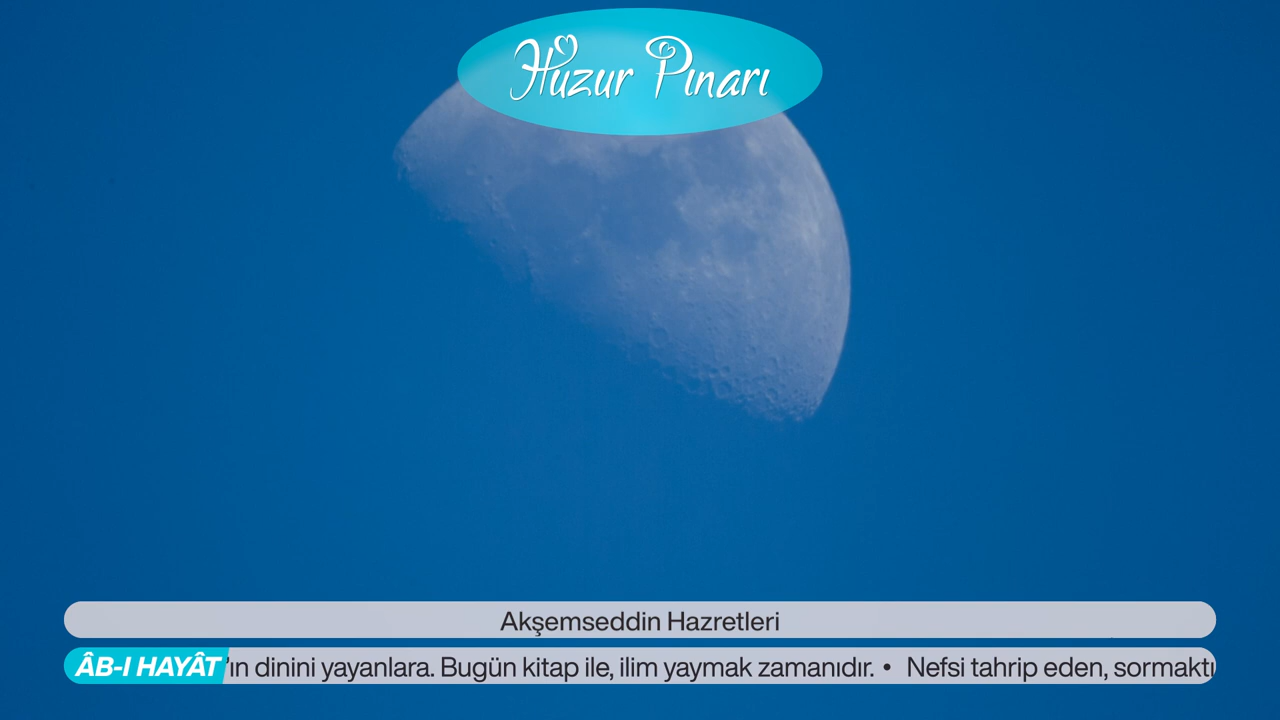 Huzur Pınarı
Akşemseddin Hazretleri
ÂB-I HAYÂT 'ın dinini yayanlara. Bugün kitap ile, ilim yaymak zamanıdır. • Nefsi tahrip eden, sormaktı